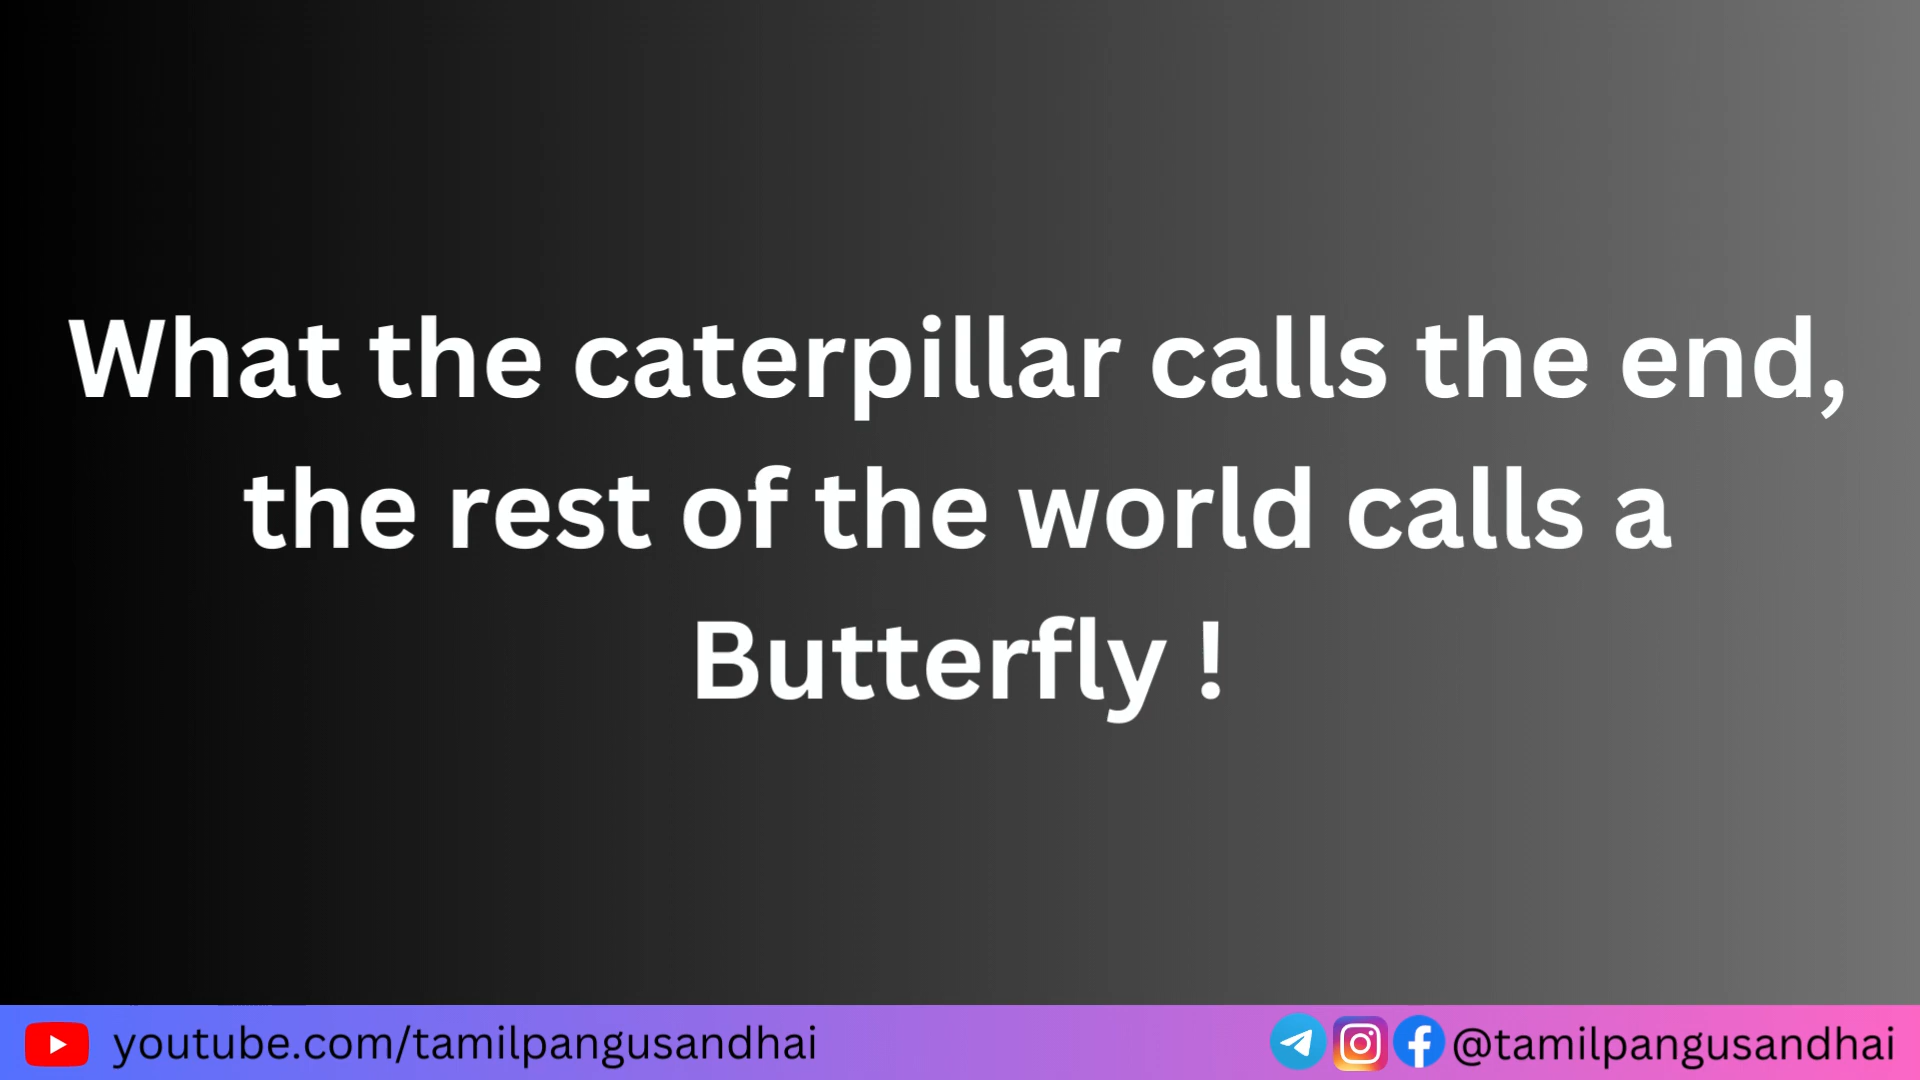 What the caterpillar calls the end,
the rest of the world calls a
Butterfly !
youtube.com/tamilpangusandhai
@tamilpangusandhai